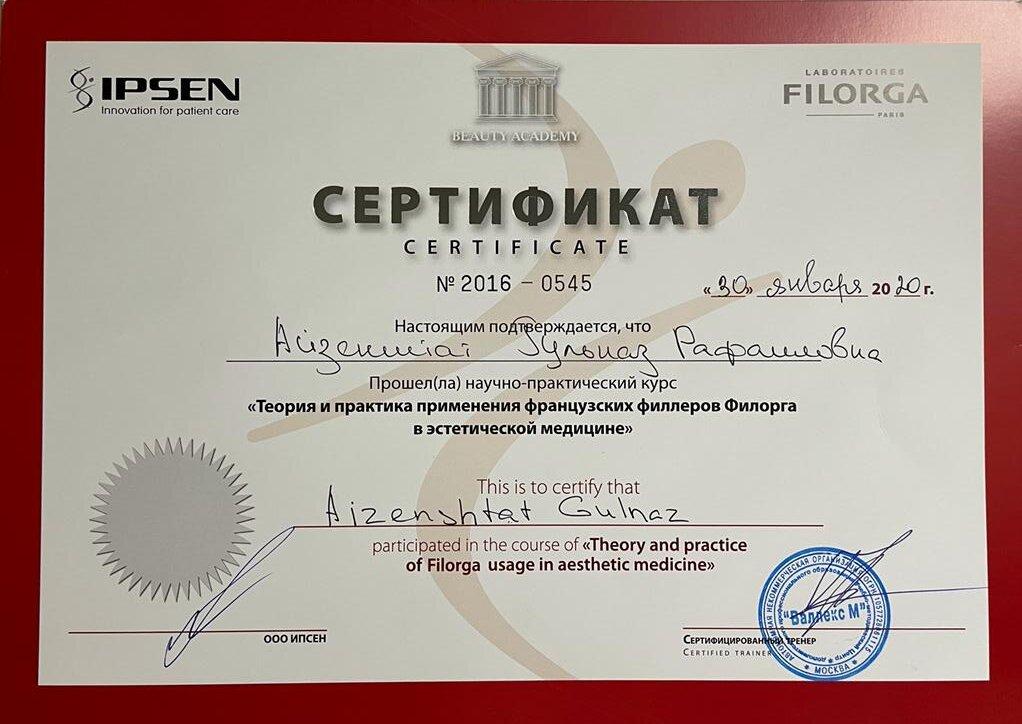 IPSEN
Innovation for patient care
BEAUTY ACADEMY
LABORATOIRES
FILORGA
PARIS
СЕРТИФИКАТ
CERTIFICATE
№ 2016 – 0545
«30» января 2020 г.
Настоящим подтверждается, что
Айзенштат Гульназ Рафаиловна
Прошел(ла) научно-практический курс
«Теория и практика применения французских филлеров Филорга
в эстетической медицине»
This is to certify that
Aizenshtat Gulnaz
participated in the course of «Theory and practice
of Filorga usage in aesthetic medicine»
ООО ИПСЕН
Сертифицированный тренер
Certified trainer
АВТОНОМНАЯ НЕКОММЕРЧЕСКАЯ ОРГАНИЗАЦИЯ
"Валлекс М"
МОСКВА